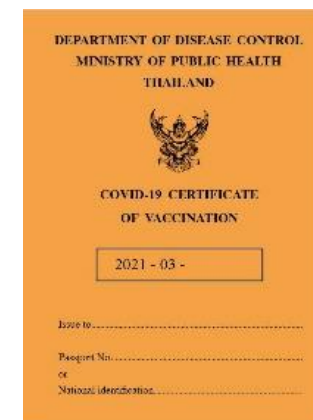 DEPARTMENT OF DISEASE CONTROL
MINISTRY OF PUBLIC HEALTH
THAILAND
COVID-19 CERTIFICATE
OF VACCINATION
2021 - 03 -
Issue to
Passport No.
or
National identification